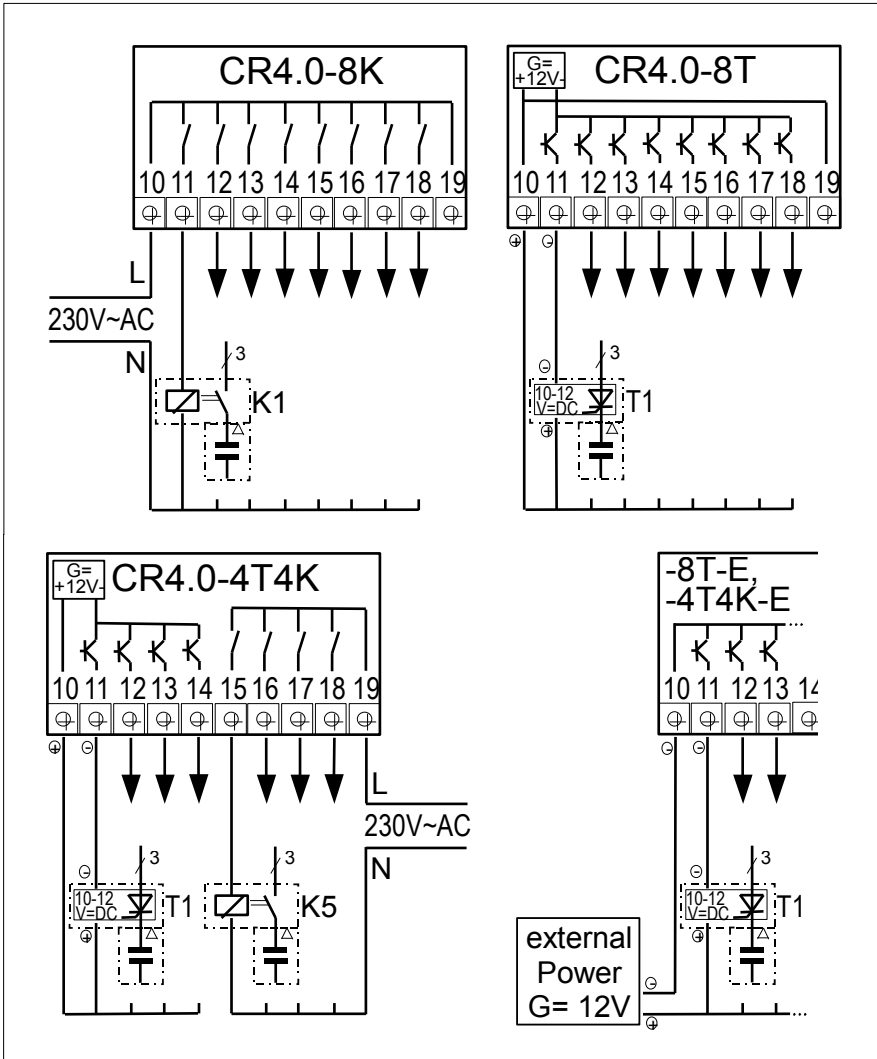 CR4.0-8K
10 11 12 13 14 15 16 17 18 19
L
230V~AC
N
3
K1
G=
+12V-
CR4.0-8T
10 11 12 13 14 15 16 17 18 19
+ -
3
-
10-12
V=DC
T1
+
G=
+12V-
CR4.0-4T4K
10 11 12 13 14 15 16 17 18 19
+ -
L
230V~AC
N
3
3
-
10-12
V=DC
T1
K5
+
-8T-E,
-4T4K-E
....
10 11 12 13 14
- -
3
-
10-12
V=DC
T1
+
external
Power
G= 12V
-
+
...